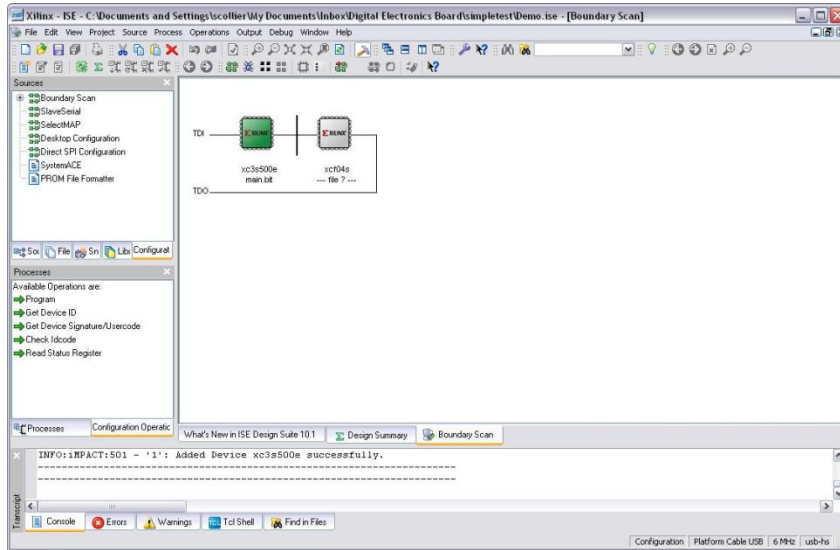 Xilinx - ISE - C:\Documents and Settings\scollier\My Documents\Inbox\Digital Electronics Board\simpletest\Demo.ise - [Boundary Scan]
File Edit View Project Source Process Operations Output Debug Window Help
Sources
Boundary Scan
SlaveSerial
SelectMAP
Desktop Configuration
Direct SPI Configuration
SystemACE
PROM File Formatter
Sou File Sn Libr Configurat
Processes
Available Operations are:
Program
Get Device ID
Get Device Signature/Usercode
Check Idcode
Read Status Register
Processes Configuration Operatic
TDI
XILINX XILINX
xc3s500e xcf04s
main.bit --- file ? ---
TDO
What's New in ISE Design Suite 10.1 Design Summary Boundary Scan
INFO:iMPACT:501 - '1': Added Device xc3s500e successfully.
----------------------------------------------------------------------
----------------------------------------------------------------------
Transcript
Console Errors Warnings Tcl Shell Find in Files
Configuration Platform Cable USB 6 MHz usb-hs